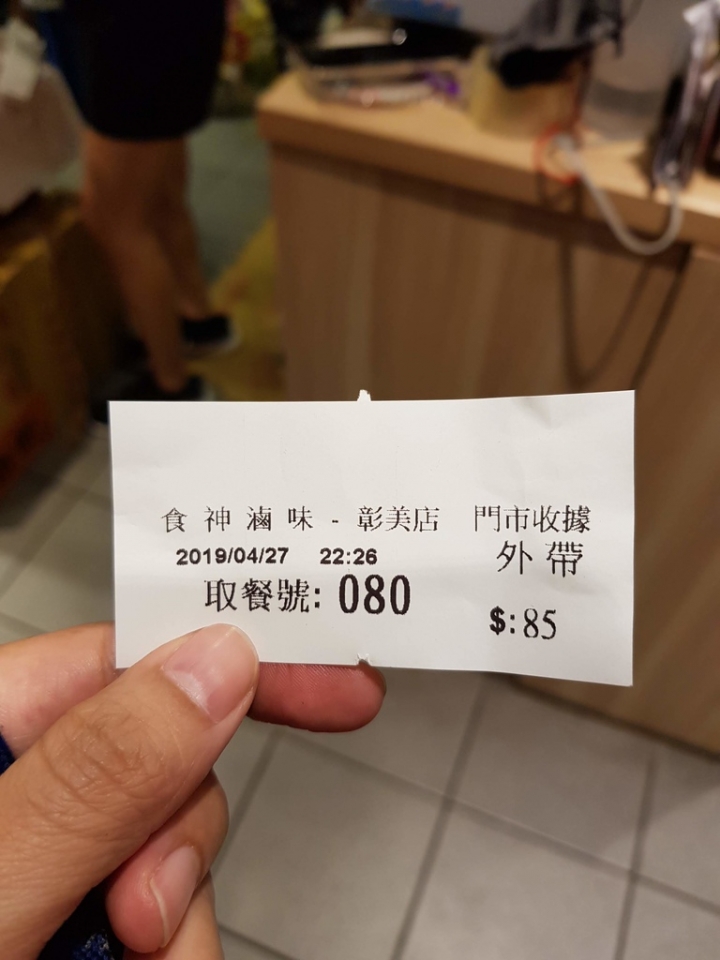 食神滷味 - 彰美店 門市收據
2019/04/27 22:26 外帶
取餐號: 080
$:85